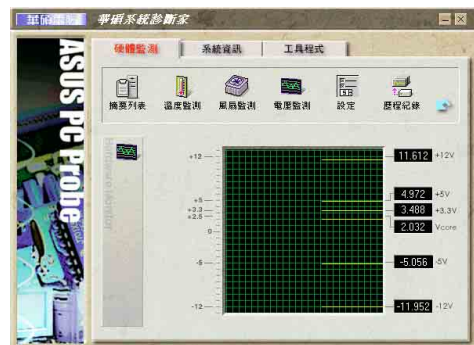 華碩電腦
華碩系統診斷家
ASUS PC Probe
硬體監測
系統資訊
工具程式
摘要列表
溫度監測
風扇監測
電壓監測
設定
歷程紀錄
Hardware Monitor
+12
+5
+3.3
+2.5
0
-5
-12
11.612 +12V
4.972 +5V
3.488 +3.3V
2.032 Vcore
-5.056 -5V
-11.952 -12V